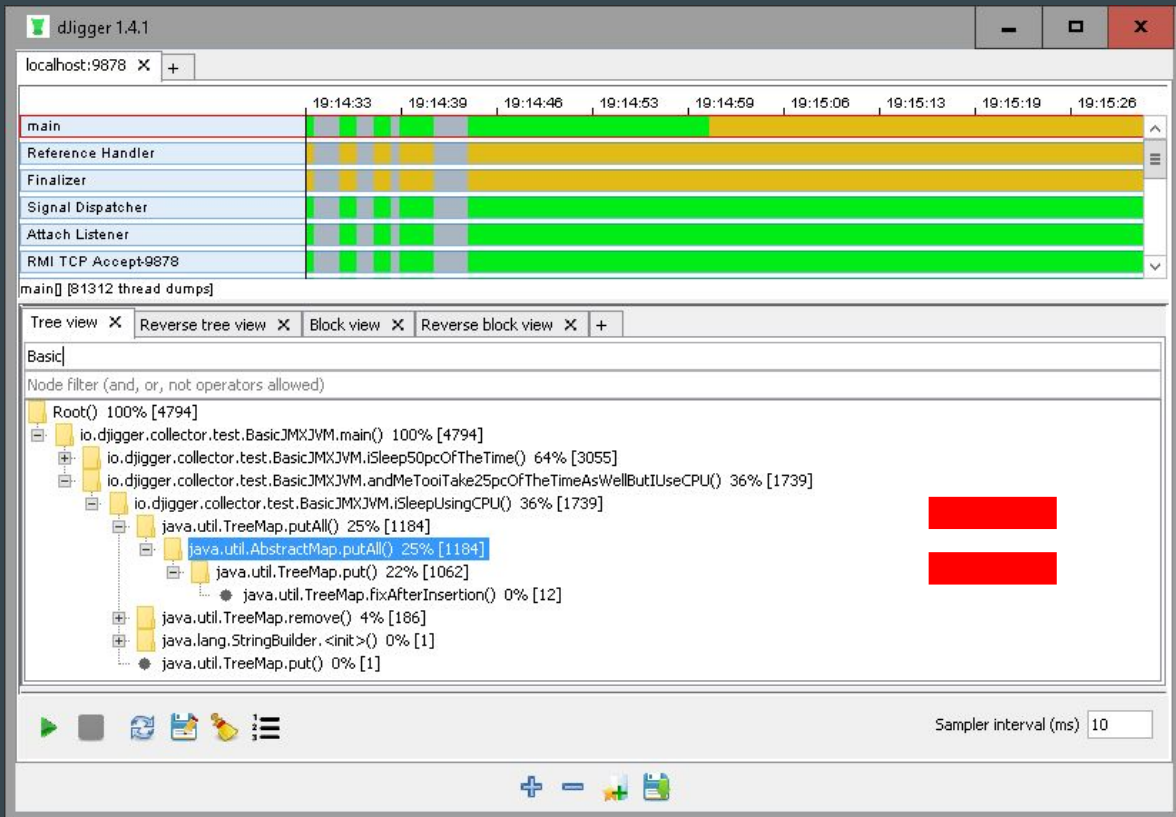 dJigger 1.4.1
localhost:9878
19:14:33 19:14:39 19:14:46 19:14:53 19:14:59 19:15:06 19:15:13 19:15:19 19:15:26
main
Reference Handler
Finalizer
Signal Dispatcher
Attach Listener
RMI TCP Accept-9878
main[] [81312 thread dumps]
Tree view Reverse tree view Block view Reverse block view
Basic
Node filter (and, or, not operators allowed)
Root() 100% [4794]
io.djigger.collector.test.BasicJMXJVM.main() 100% [4794]
io.djigger.collector.test.BasicJMXJVM.iSleep50pcOfTheTime() 64% [3055]
io.djigger.collector.test.BasicJMXJVM.andMeTooiTake25pcOfTheTimeAsWellButIUseCPU() 36% [1739]
io.djigger.collector.test.BasicJMXJVM.iSleepUsingCPU() 36% [1739]
java.util.TreeMap.putAll() 25% [1184]
java.util.AbstractMap.putAll() 25% [1184]
java.util.TreeMap.put() 22% [1062]
java.util.TreeMap.fixAfterInsertion() 0% [12]
java.util.TreeMap.remove() 4% [186]
java.lang.StringBuilder.<init>() 0% [1]
java.util.TreeMap.put() 0% [1]
Sampler interval (ms) 10